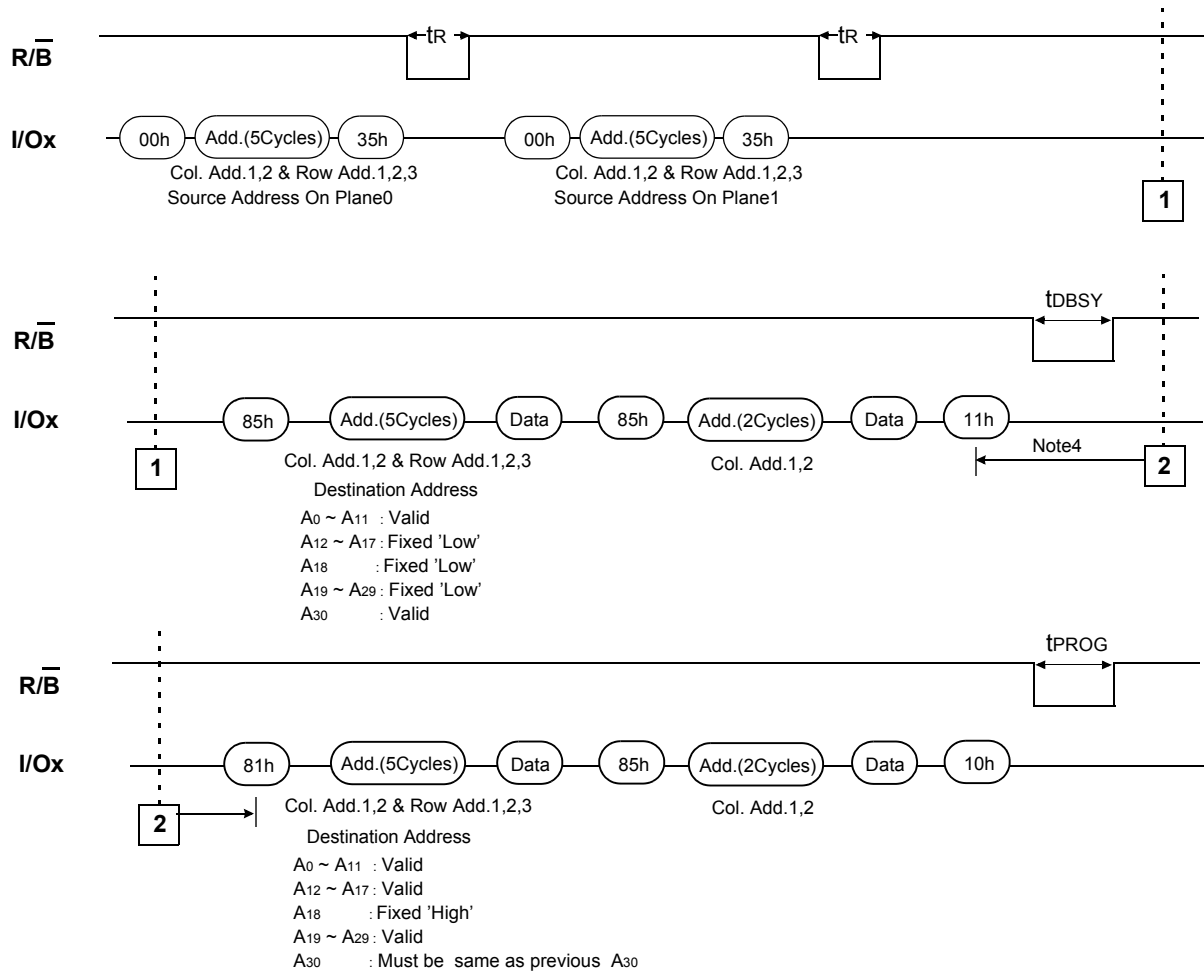 tR tR
R/B
I/Ox 00h Add.(5Cycles) 35h 00h Add.(5Cycles) 35h
Col. Add.1,2 & Row Add.1,2,3 Col. Add.1,2 & Row Add.1,2,3
Source Address On Plane0 Source Address On Plane1
1
tDBSY
R/B
I/Ox 85h Add.(5Cycles) Data 85h Add.(2Cycles) Data 11h
1 Col. Add.1,2 & Row Add.1,2,3 Col. Add.1,2 Note4 2
Destination Address
A0 ~ A11 : Valid
A12 ~ A17 : Fixed ’Low’
A18 : Fixed ’Low’
A19 ~ A29 : Fixed ’Low’
A30 : Valid
tPROG
R/B
I/Ox 81h Add.(5Cycles) Data 85h Add.(2Cycles) Data 10h
2 Col. Add.1,2 & Row Add.1,2,3 Col. Add.1,2
Destination Address
A0 ~ A11 : Valid
A12 ~ A17 : Valid
A18 : Fixed ’High’
A19 ~ A29 : Valid
A30 : Must be same as previous A30